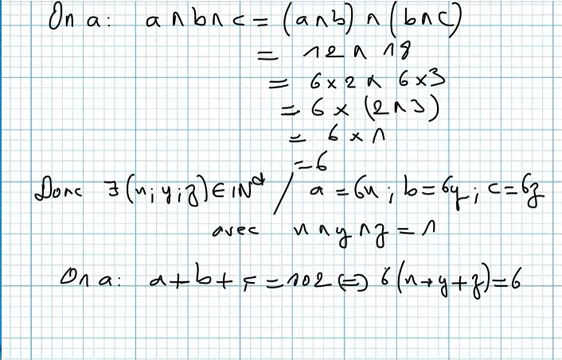 On a : a ∧ b ∧ c = (a ∧ b) ∧ (b ∧ c)
= 12 ∧ 18
= 6 × 2 ∧ 6 × 3
= 6 × (2 ∧ 3)
= 6 × 1
= 6
Donc ∃ (x; y; z) ∈ IN* / a = 6x ; b = 6y ; c = 6z
avec x ∧ y ∧ z = 1
On a : a + b + c = 102 ⇔ 6(x + y + z) = 6